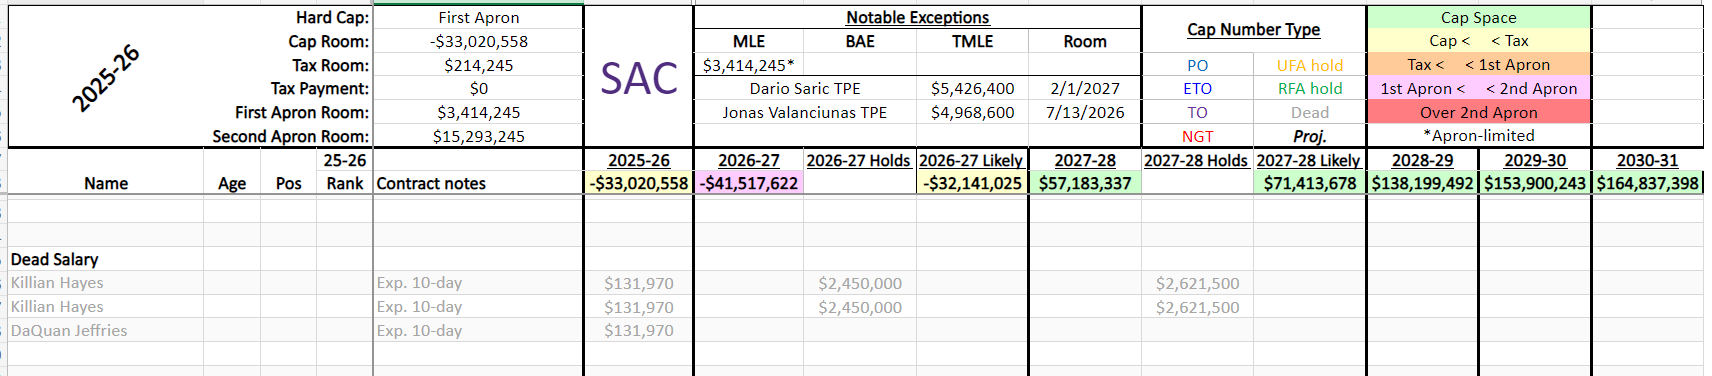 Hard Cap: First Apron Notable Exceptions Cap Space
Cap Room: -$33,020,558 MLE BAE TMLE Room Cap Number Type Cap < < Tax
2025-26 Tax Room: $214,245 SAC $3,414,245* PO UFA hold Tax < < 1st Apron
Tax Payment: $0 Dario Saric TPE $5,426,400 2/1/2027 ETO RFA hold 1st Apron < < 2nd Apron
First Apron Room: $3,414,245 Jonas Valanciunas TPE $4,968,600 7/13/2026 TO Dead Over 2nd Apron
Second Apron Room: $15,293,245 NGT Proj. *Apron-limited
25-26 2025-26 2026-27 2026-27 Holds 2026-27 Likely 2027-28 2027-28 Holds 2027-28 Likely 2028-29 2029-30 2030-31
Name Age Pos Rank Contract notes -$33,020,558 -$41,517,622 -$32,141,025 $57,183,337 $71,413,678 $138,199,492 $153,900,243 $164,837,398
Dead Salary
Killian Hayes Exp. 10-day $131,970 $2,450,000 $2,621,500
Killian Hayes Exp. 10-day $131,970 $2,450,000 $2,621,500
DaQuan Jeffries Exp. 10-day $131,970